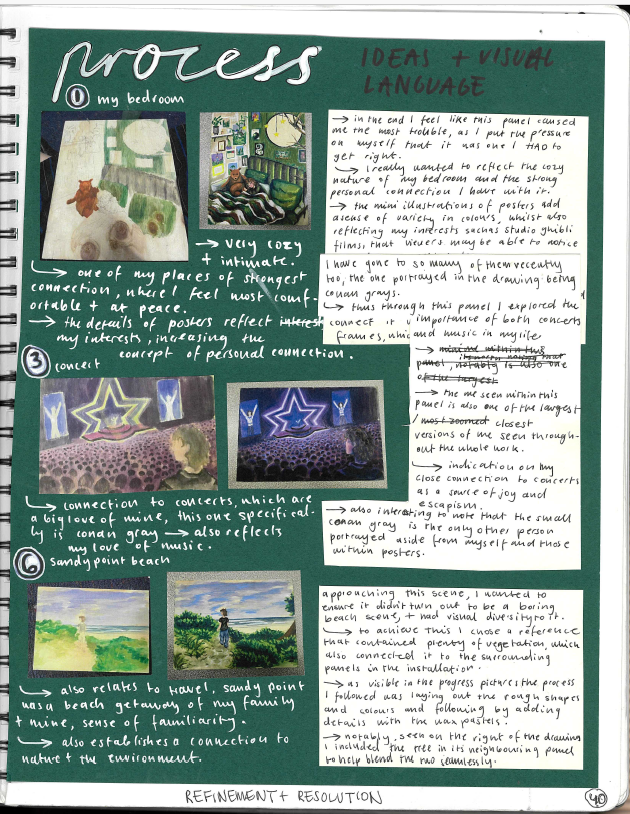 process
IDEAS + VISUAL
LANGUAGE
1 my bedroom
→ very cozy
+ intimate.
→ one of my places of strongest
connection, where I feel most comf-
ortable + at peace.
→ the details of posters reflect interest
my interests, increasing the
concept of personal connection.
→ in the end I feel like this panel caused
me the most trouble, as I put the pressure
on myself that it was one I HAD to
get right.
→ I really wanted to reflect the cozy
nature of my bedroom and the strong
personal connection I have with it.
→ the mini illustrations of posters add
a sense of variety in colours, whilst also
reflecting my interests such as studio ghibli
films, that viewers may be able to notice
I have gone to so many of them recently
too, the one portrayed in the drawing being
conan grays.
→ thus through this panel I explored the
connect it importance of both concerts
frames, whic and music in my life
3 concert
→ connection to concerts, which are
a big love of mine, this one specifical-
ly is conan gray → also reflects
my love of music.
→ mind within this
panel, notably is also one
of the largest
→ the me seen within this
panel is also one of the largest
/ most zoomed closest
versions of me seen through-
out the whole work.
→ indication on my
close connection to concerts
as a source of joy and
escapism.
→ also interesting to note that the small
conan gray is the only other person
portrayed aside from myself and those
within posters.
6 sandy point beach
→ also relates to travel, sandy point
was a beach getaway of my family
+ mine, sense of familiarity.
→ also establishes a connection to
nature + the environment.
approaching this scene, I wanted to
ensure it didn't turn out to be a boring
beach scene, + had visual diversity to it.
→ to achieve this I chose a reference
that contained plenty of vegetation, which
also connected it to the surrounding
panels in the installation.
→ as visible in the progress pictures the process
I followed was laying out the rough shapes
and colours and following by adding
details with the wax pastels.
→ notably, seen on the right of the drawing
I included the tree in its neighbouring panel
to help blend the two seamlessly.
REFINEMENT + RESOLUTION
40